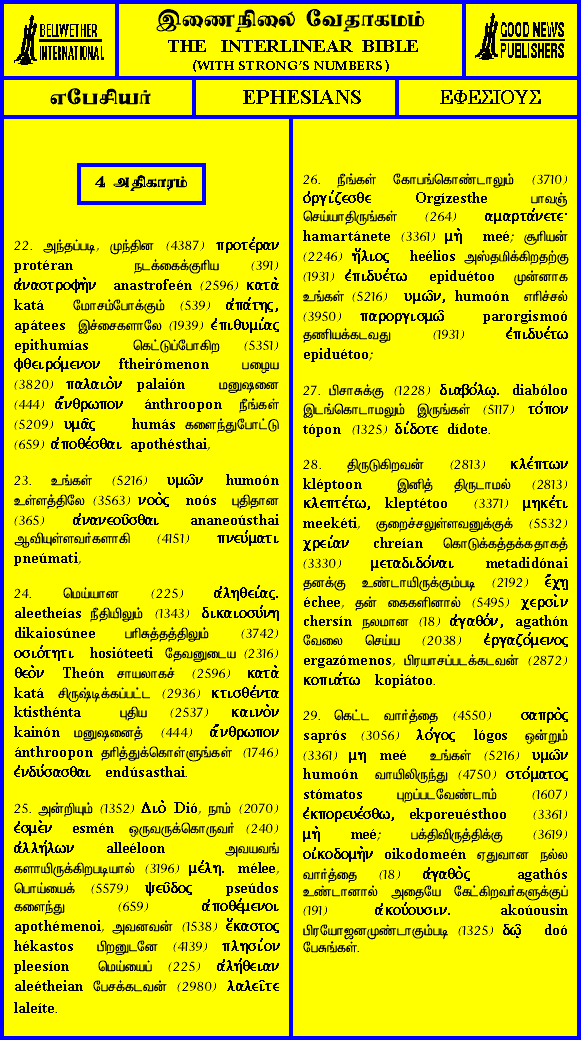 BELLWETHER
INTERNATIONAL
இணைநிலை வேதாகமம்
THE INTERLINEAR BIBLE
(WITH STRONG'S NUMBERS)
GOOD NEWS
PUBLISHERS
எபேசியர்
EPHESIANS
ΕΦΕΣΙΟΥΣ
4 அதிகாரம்
22. அந்தப்படி, முந்தின (4387) προτέραν
protéran நடக்கைக்குரிய (391)
ἀναστροφὴν anastrofeén (2596) κατὰ
katá மோசம்போக்கும் (539) ἀπάτης,
apátees இச்சைகளாலே (1939) ἐπιθυμίας
epithumías கெட்டுப்போகிற (5351)
φθειρόμενον ftheirómenon பழைய
(3820) παλαιὸν palaión மனுஷனை
(444) ἄνθρωπον ánthroopon நீங்கள்
(5209) υμᾶς humás களைந்துபோட்டு
(659) ἀποθέσθαι apothésthai,
23. உங்கள் (5216) υμῶν humoón
உள்ளத்திலே (3563) νοὸς noós புதிதான
(365) ἀνανεοῦσθαι ananeoústhai
ஆவியுள்ளவர்களாகி (4151) πνεύματι
pneúmati,
24. மெய்யான (225) ἀληθείας.
aleetheías நீதியிலும் (1343) δικαιοσύνη
dikaiosúnee பரிசுத்தத்திலும் (3742)
οσιότητι hosióteeti தேவனுடைய (2316)
θεὸν Theón சாயலாகச் (2596) κατὰ
katá சிருஷ்டிக்கப்பட்ட (2936) κτισθέντα
ktisthénta புதிய (2537) καινὸν
kainón மனுஷனைத் (444) ἄνθρωπον
ánthroopon தரித்துக்கொள்ளுங்கள் (1746)
ἐνδύσασθαι endúsasthai.
25. அன்றியும் (1352) Διὸ Dió, நாம் (2070)
ἐσμὲν esmén ஒருவருக்கொருவர் (240)
ἀλλήλων alleéloon அவயவங்
களாயிருக்கிறபடியால் (3196) μέλη. mélee,
பொய்யைக் (5579) ψεῦδος pseúdos
களைந்து (659) ἀποθέμενοι
apothémenoi, அவனவன் (1538) ἕκαστος
hékastos பிறனுடனே (4139) πλησίον
pleesíon மெய்யைப் (225) ἀλήθειαν
aleétheian பேசக்கடவன் (2980) λαλεῖτε
laleíte.
26. நீங்கள் கோபங்கொண்டாலும் (3710)
ὀργίζεσθε Orgízesthe பாவஞ்
செய்யாதிருங்கள் (264) αμαρτάνετε·
hamartánete (3361) μὴ meé; சூரியன்
(2246) ἥλιος heélios அஸ்தமிக்கிறதற்கு
(1931) ἐπιδυέτω epiduétoo முன்னாக
உங்கள் (5216) υμῶν, humoón எரிச்சல்
(3950) παροργισμῶ parorgismoó
தணியக்கடவது (1931) ἐπιδυέτω
epiduétoo;
27. பிசாசுக்கு (1228) διαβόλῳ. diabóloo
இடங்கொடாமலும் இருங்கள் (5117) τόπον
tópon (1325) δίδοτε dídote.
28. திருடுகிறவன் (2813) κλέπτων
kléptoon இனித் திருடாமல் (2813)
κλεπτέτω, kleptétoo (3371) μηκέτι
meekéti, குறைச்சலுள்ளவனுக்குக் (5532)
χρείαν chreían கொடுக்கத்தக்கதாகத்
(3330) μεταδιδόναι metadidónai
தனக்கு உண்டாயிருக்கும்படி (2192) ἔχῃ
échee, தன் கைகளினால் (5495) χερσὶν
chersín நலமான (18) ἀγαθόν, agathón
வேலை செய்ய (2038) ἐργαζόμενος
ergazómenos, பிரயாசப்படக்கடவன் (2872)
κοπιάτω kopiátoo.
29. கெட்ட வார்த்தை (4550) σαπρὸς
saprós (3056) λόγος lógos ஒன்றும்
(3361) μη meé உங்கள் (5216) υμῶν
humoón வாயிலிருந்து (4750) στόματος
stómatos புறப்படவேண்டாம் (1607)
ἐκπορευέσθω, ekporeuésthoo (3361)
μὴ meé; பக்திவிருத்திக்கு (3619)
οἰκοδομὴν oikodomeén ஏதுவான நல்ல
வார்த்தை (18) ἀγαθὸς agathós
உண்டானால் அதையே கேட்கிறவர்களுக்குப்
(191) ἀκούουσιν. akoúousin
பிரயோஜனமுண்டாகும்படி (1325) δῷ doó
பேசுங்கள்.